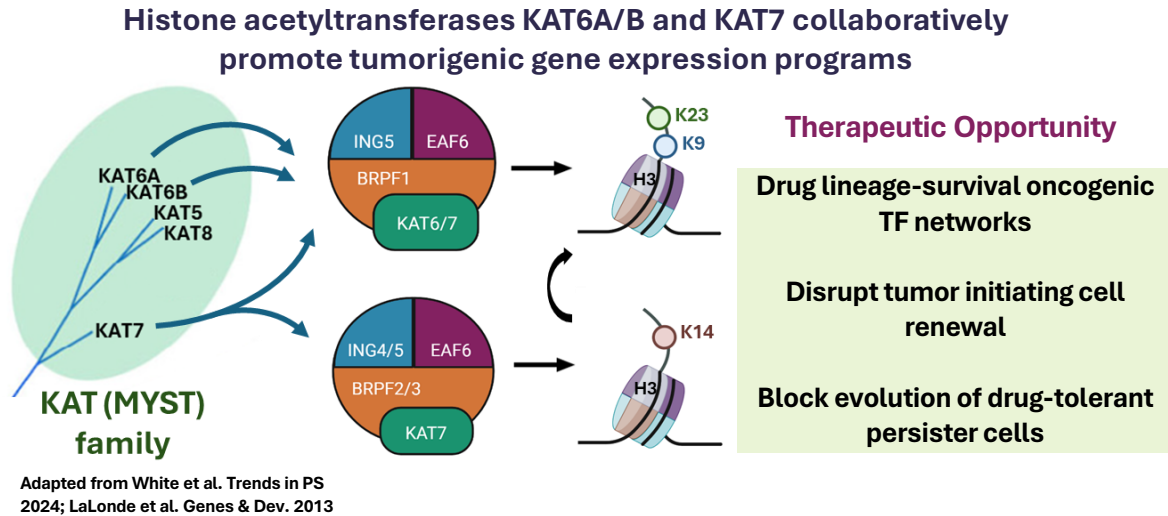 Histone acetyltransferases KAT6A/B and KAT7 collaboratively
promote tumorigenic gene expression programs
KAT6A
KAT6B
KAT5
KAT8
KAT7
KAT (MYST)
family
ING5
EAF6
BRPF1
KAT6/7
K23
K9
H3
ING4/5
EAF6
BRPF2/3
KAT7
K14
H3
Therapeutic Opportunity
Drug lineage-survival oncogenic
TF networks
Disrupt tumor initiating cell
renewal
Block evolution of drug-tolerant
persister cells
Adapted from White et al. Trends in PS
2024; LaLonde et al. Genes & Dev. 2013